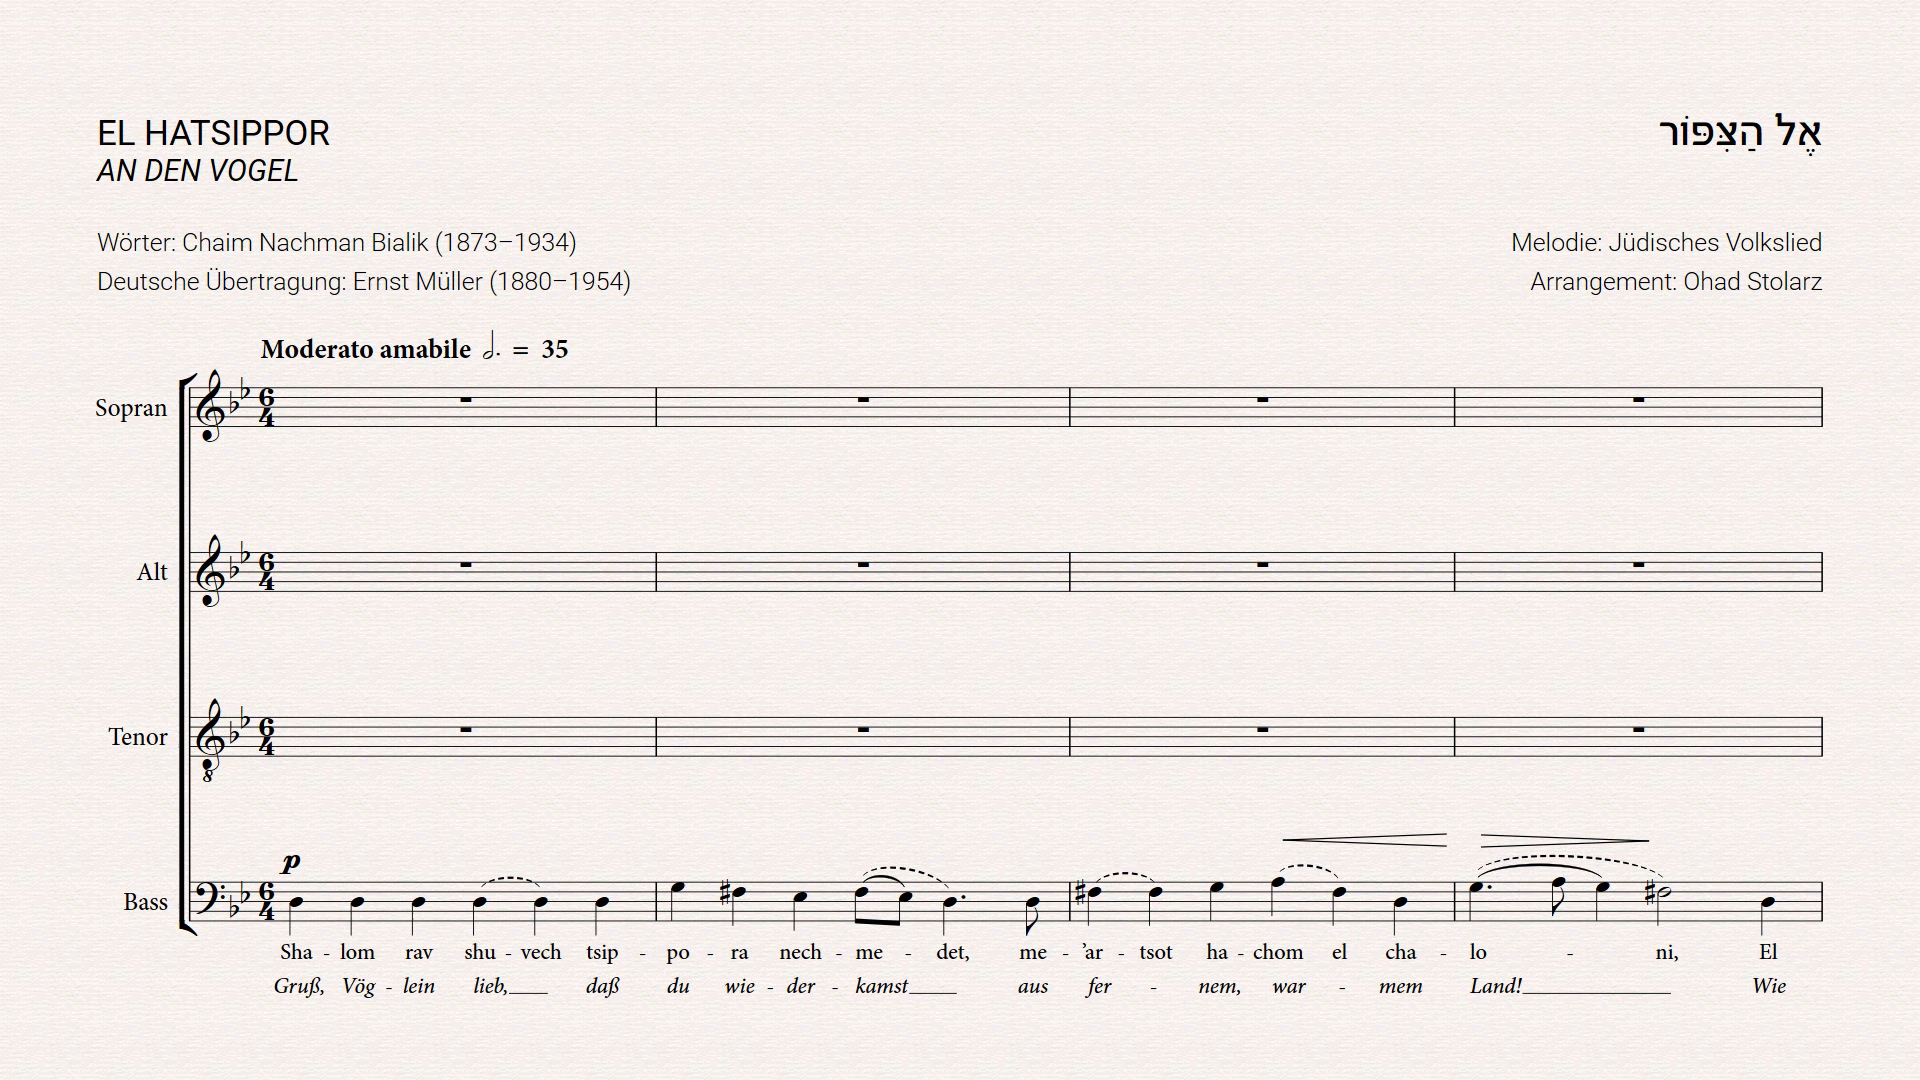 EL HATSIPPOR
AN DEN VOGEL
אֶל הַצִּפּוֹר
Wörter: Chaim Nachman Bialik (1873–1934)
Deutsche Übertragung: Ernst Müller (1880–1954)
Melodie: Jüdisches Volkslied
Arrangement: Ohad Stolarz
Moderato amabile 𝅗𝅥. = 35
Sopran
Alt
Tenor
Bass
p
Sha - lom rav shu - vech tsip - po - ra nech - me - det, me - ’ar - tsot ha - chom el cha - lo - ni, El
Gruß, Vög - lein lieb,___ daß du wie - der - kamst___ aus fer - nem, war - mem Land!___ Wie